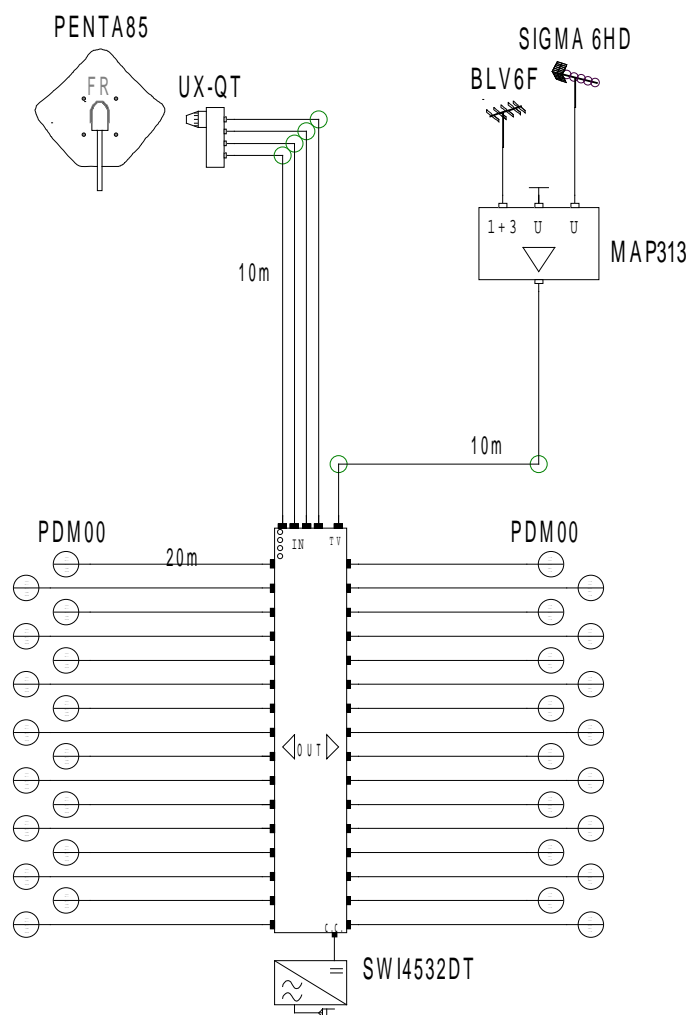 PENTA85
FR
UX-QT
SIGMA 6HD
BLV6F
1+3 U U
MAP313
10m
10m
PDM00
PDM00
20m
IN
TV
OUT
C.C.
SWI4532DT